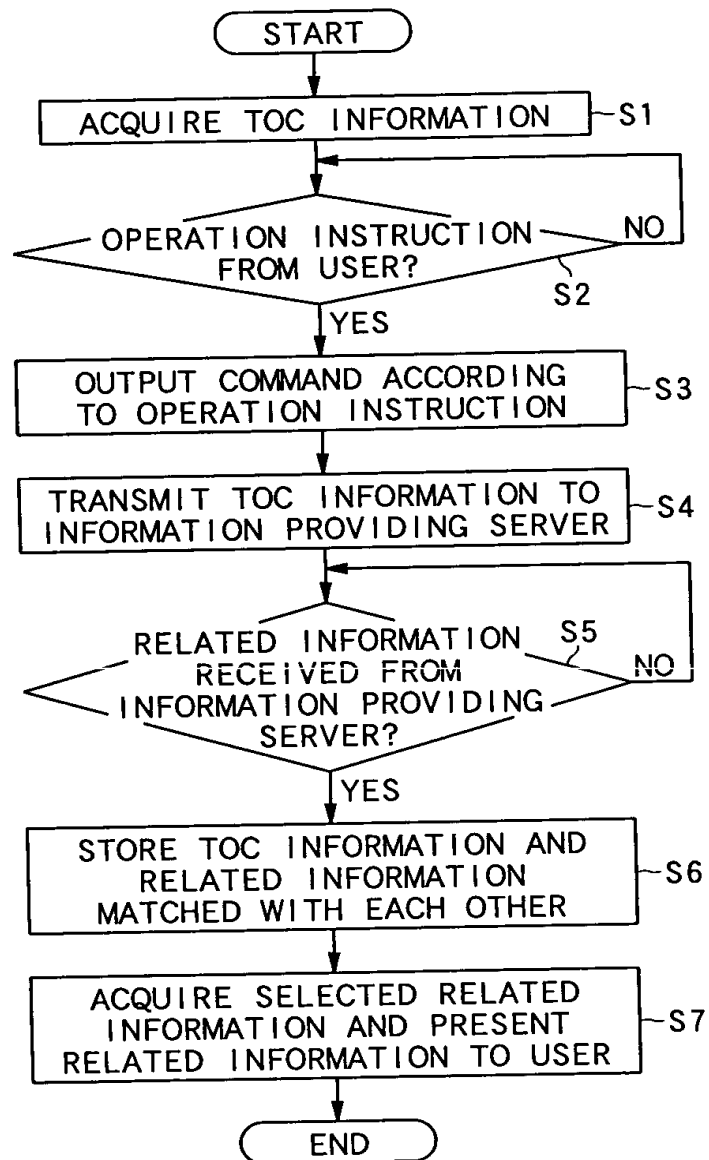 START
ACQUIRE TOC INFORMATION
S1
OPERATION INSTRUCTION
FROM USER?
NO
S2
YES
OUTPUT COMMAND ACCORDING
TO OPERATION INSTRUCTION
S3
TRANSMIT TOC INFORMATION TO
INFORMATION PROVIDING SERVER
S4
RELATED INFORMATION
RECEIVED FROM
INFORMATION PROVIDING
SERVER?
S5
NO
YES
STORE TOC INFORMATION AND
RELATED INFORMATION
MATCHED WITH EACH OTHER
S6
ACQUIRE SELECTED RELATED
INFORMATION AND PRESENT
RELATED INFORMATION TO USER
S7
END